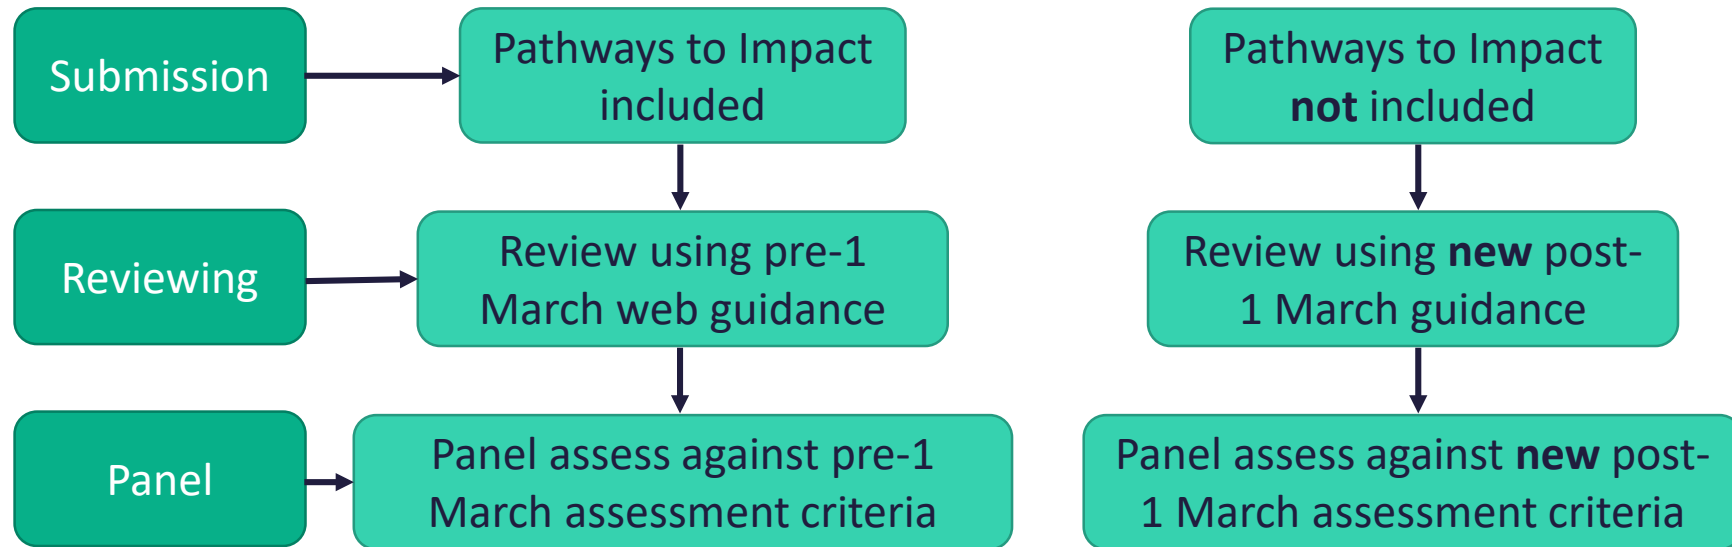 Submission
Pathways to Impact
included
Pathways to Impact
not included
Reviewing
Review using pre-1
March web guidance
Review using new post-
1 March guidance
Panel
Panel assess against pre-1
March assessment criteria
Panel assess against new post-
1 March assessment criteria